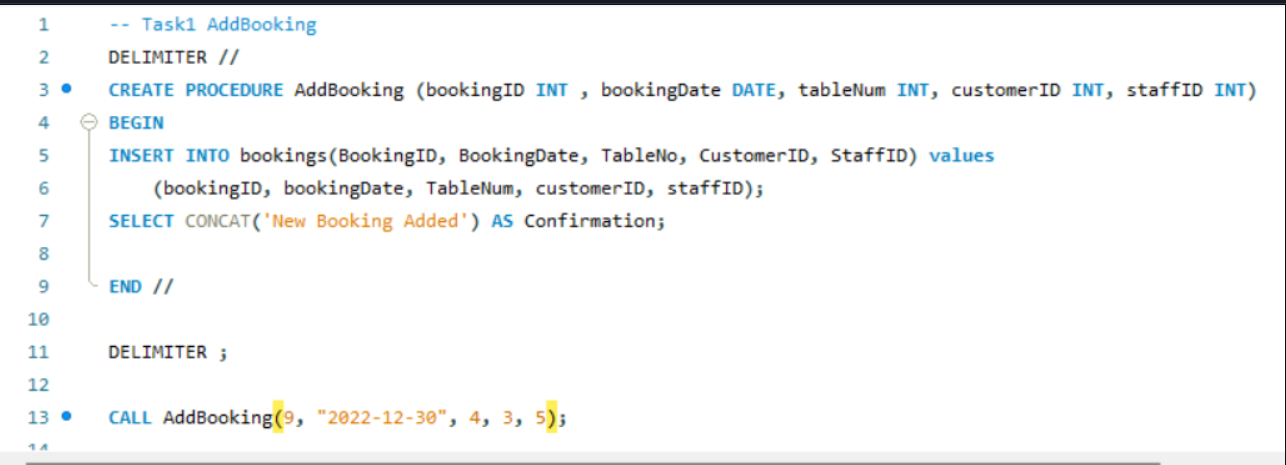 1 -- Task1 AddBooking
2 DELIMITER //
3 CREATE PROCEDURE AddBooking (bookingID INT , bookingDate DATE, tableNum INT, customerID INT, staffID INT)
4 BEGIN
5 INSERT INTO bookings(BookingID, BookingDate, TableNo, CustomerID, StaffID) values
6 (bookingID, bookingDate, TableNum, customerID, staffID);
7 SELECT CONCAT('New Booking Added') AS Confirmation;
8
9 END //
10
11 DELIMITER ;
12
13 CALL AddBooking(9, "2022-12-30", 4, 3, 5);
14